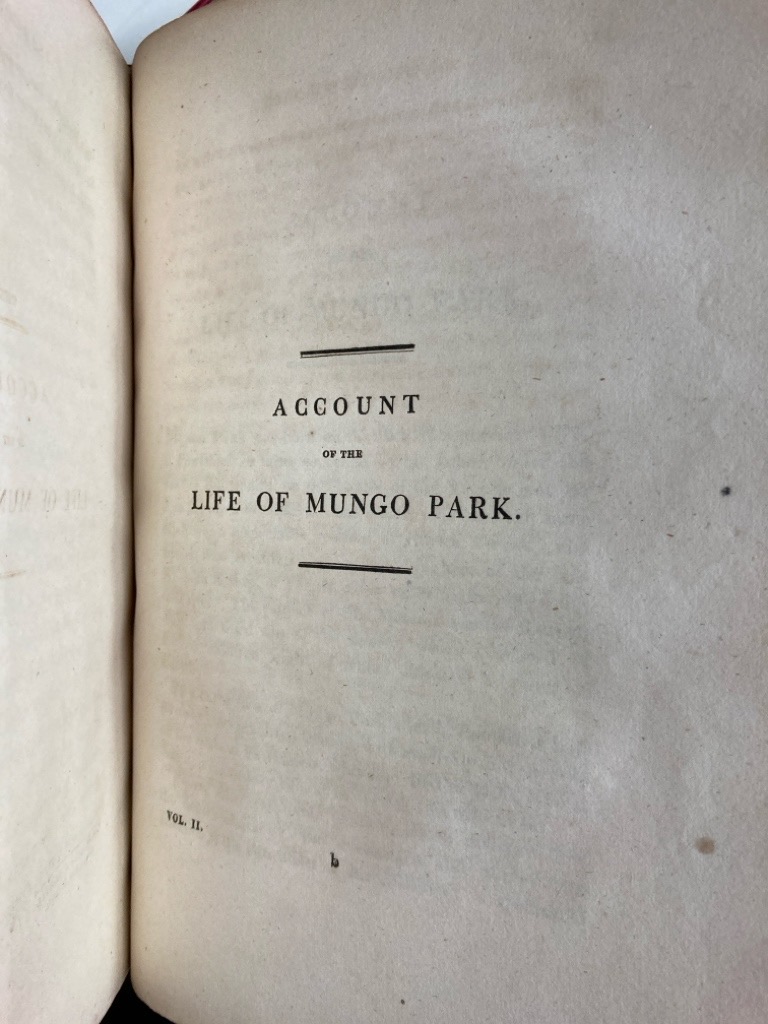 ACCOUNT
OF THE
LIFE OF MUNGO PARK.
VOL. II.
b